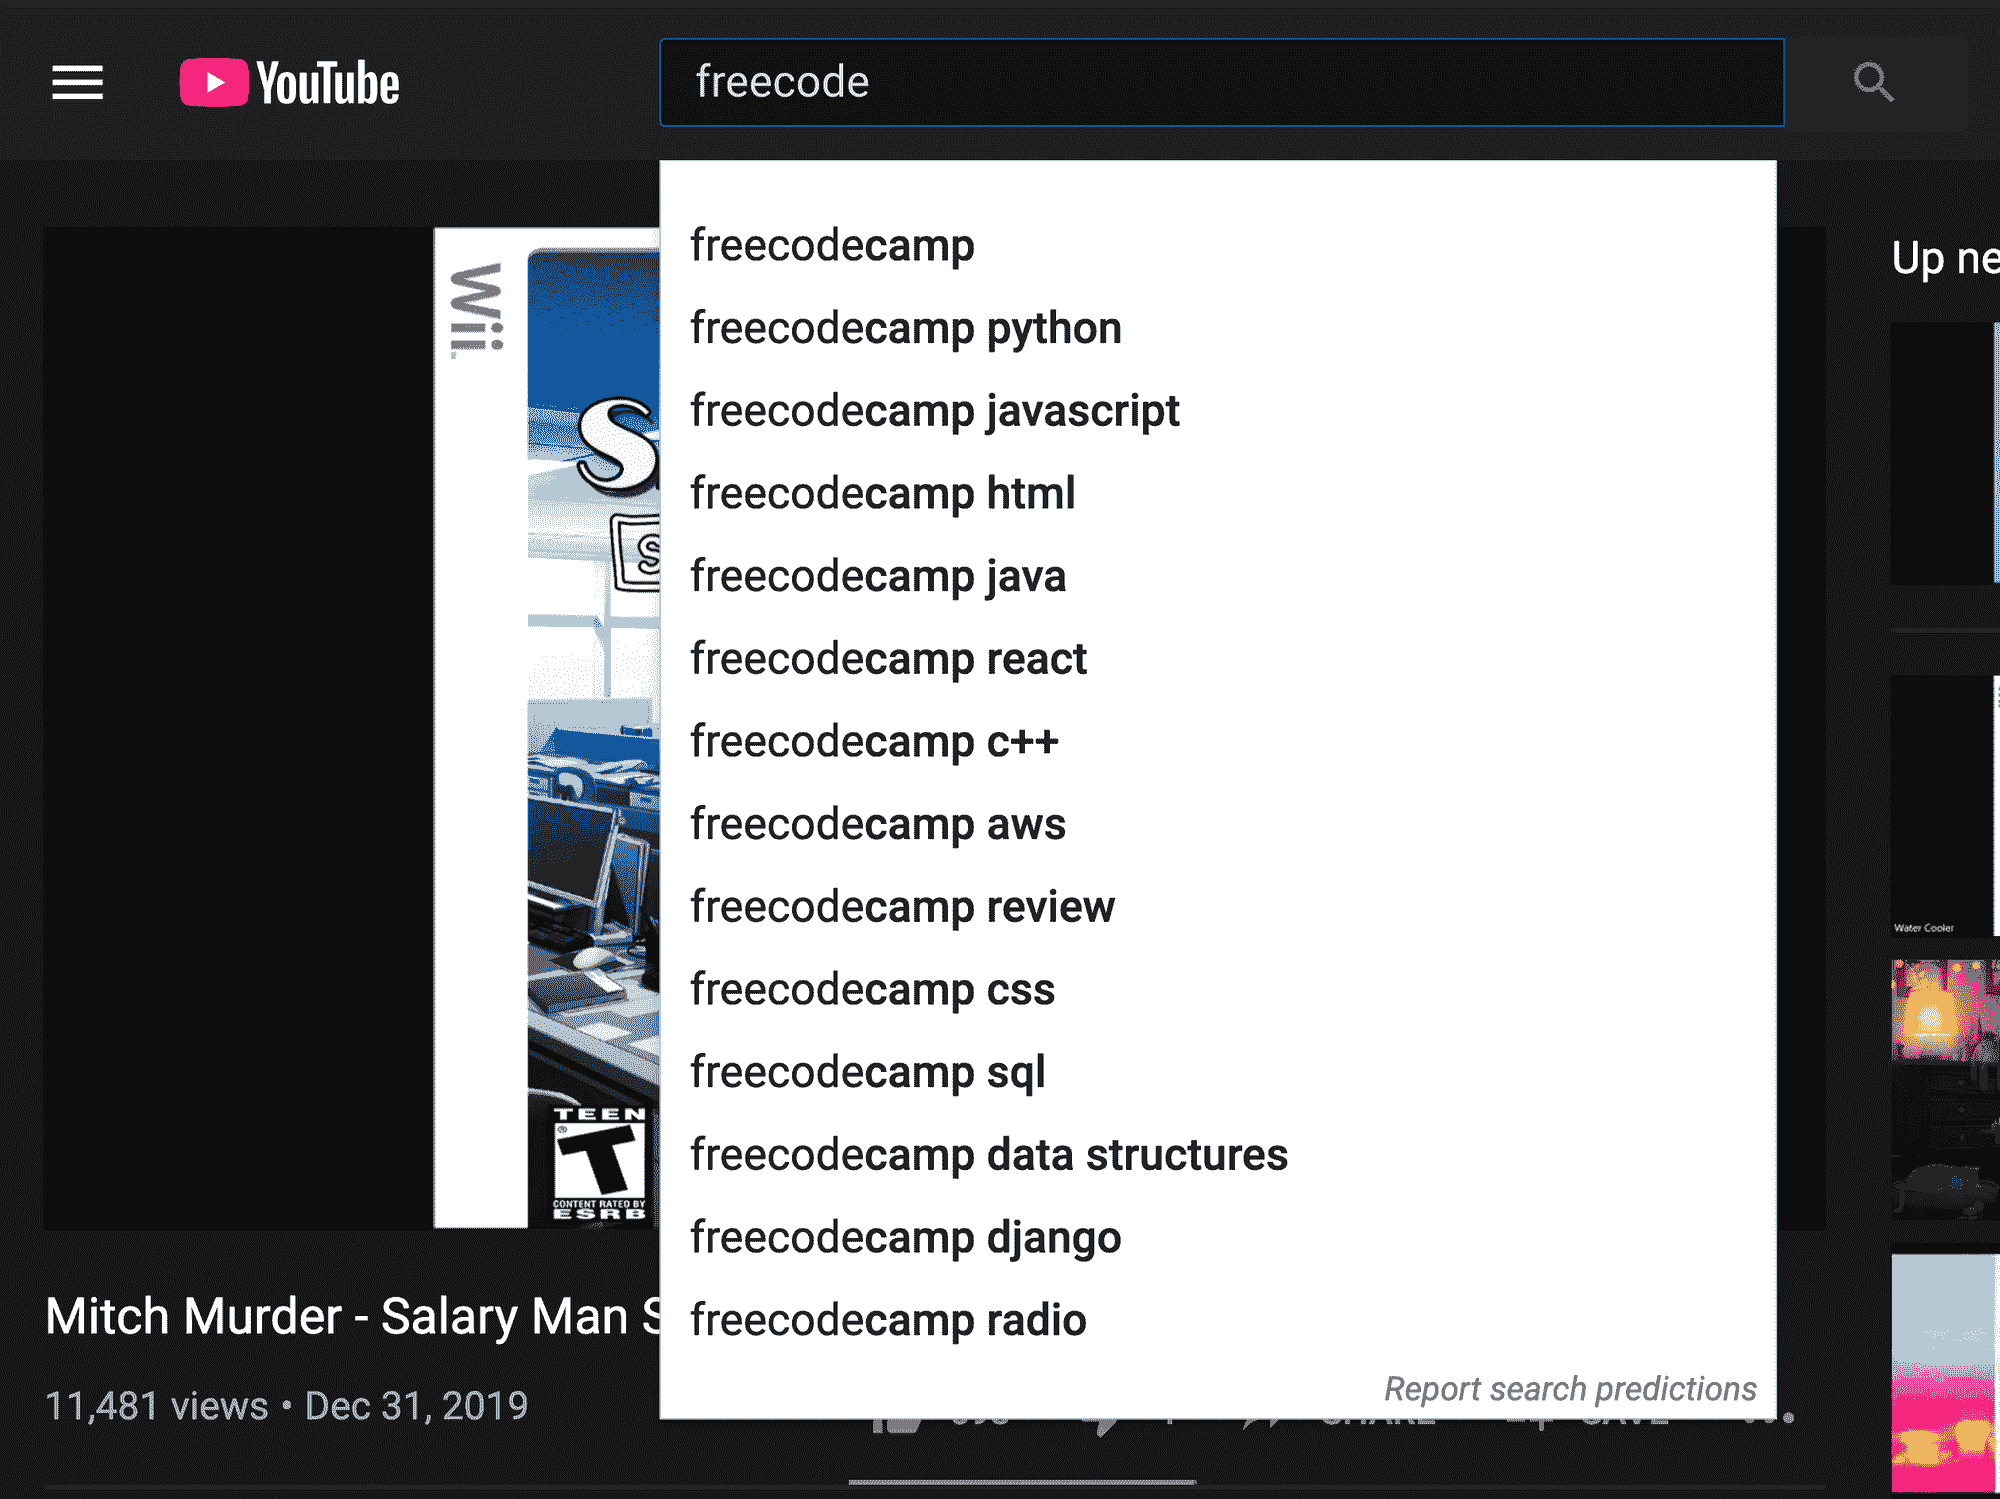 YouTube
freecode
freecodecamp
freecodecamp python
freecodecamp javascript
freecodecamp html
freecodecamp java
freecodecamp react
freecodecamp c++
freecodecamp aws
freecodecamp review
freecodecamp css
freecodecamp sql
freecodecamp data structures
freecodecamp django
freecodecamp radio
Report search predictions
Wii
TEEN
T
CONTENT RATED BY
ESRB
Mitch Murder - Salary Man
11,481 views • Dec 31, 2019
SHARE
SAVE
Up
Water Cooler